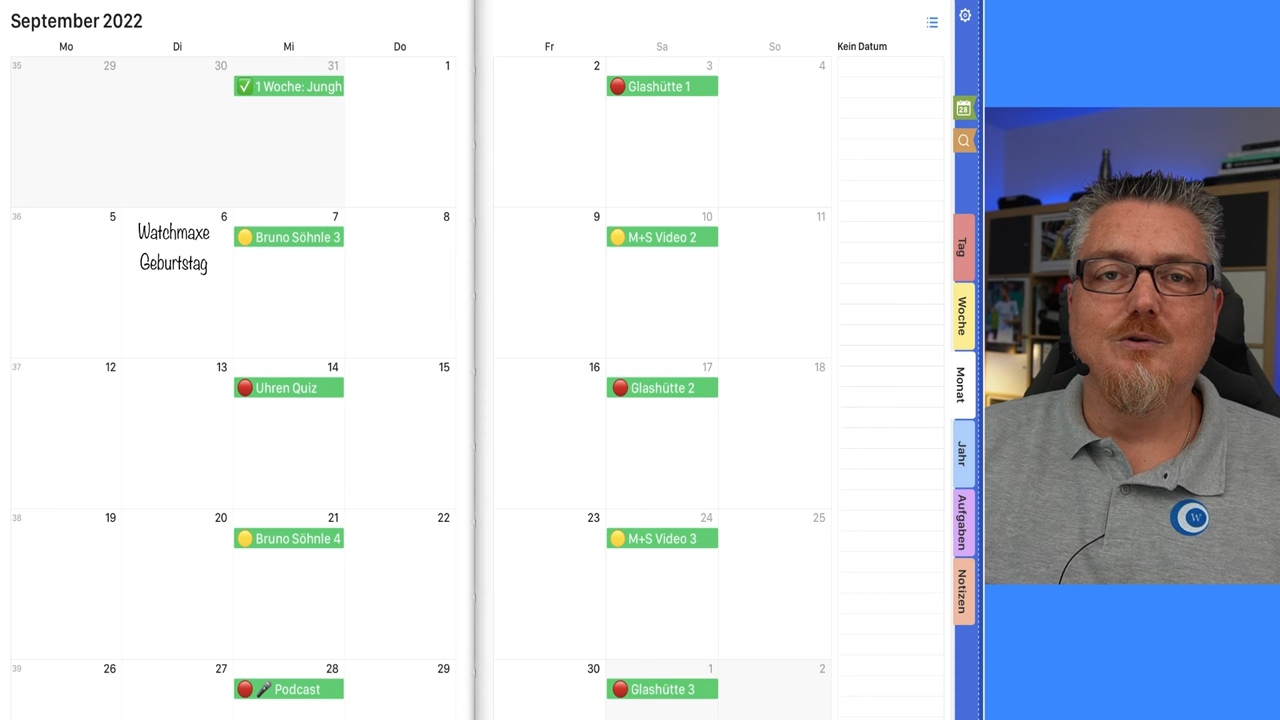 September 2022
Mo Di Mi Do Fr Sa So Kein Datum
35 29 30 31 1 2 3 4
1 Woche: Jungh Glashütte 1
28
36 5 6 7 8 9 10 11
Watchmaxe
Geburtstag
Bruno Söhnle 3 M+S Video 2
37 12 13 14 15 16 17 18
Uhren Quiz Glashütte 2
38 19 20 21 22 23 24 25
Bruno Söhnle 4 M+S Video 3
39 26 27 28 29 30 1 2
Podcast Glashütte 3
Tag
Woche
Monat
Jahr
Aufgaben
Notizen
W